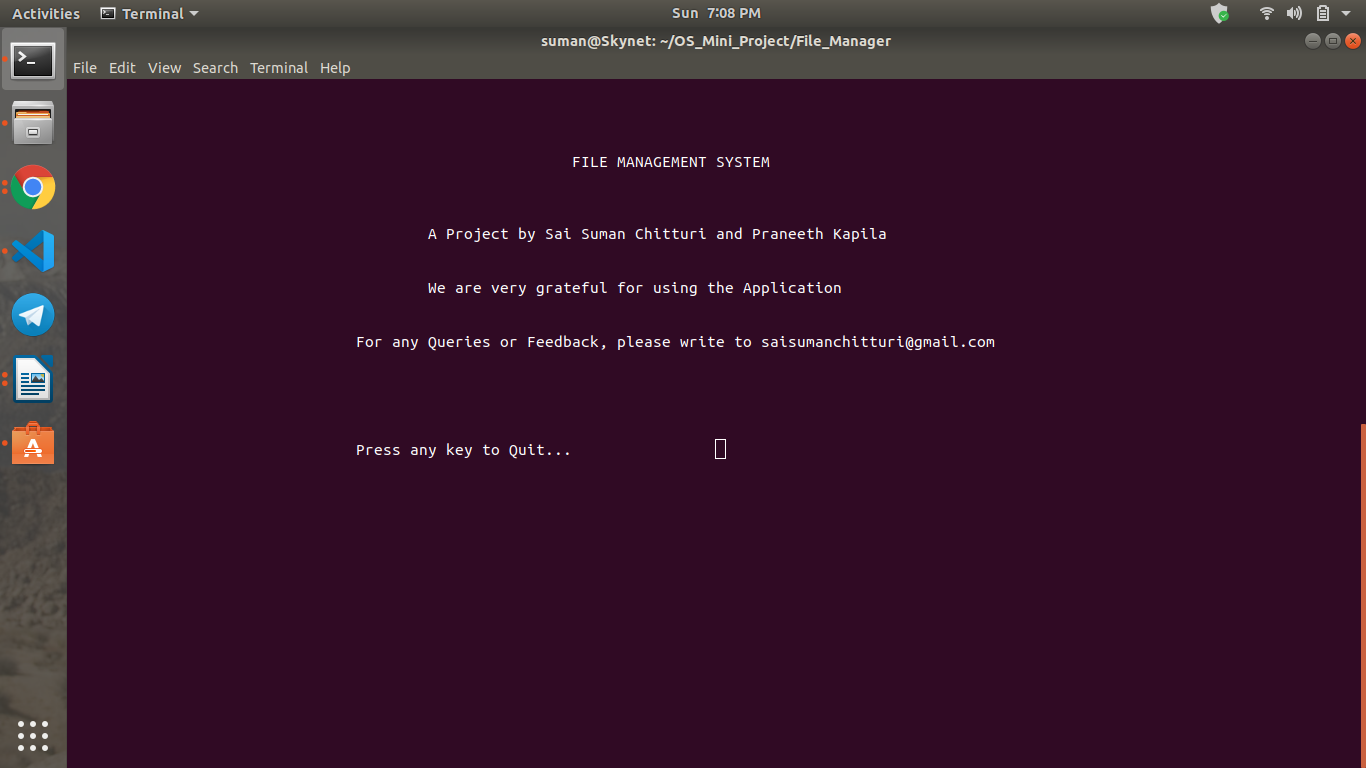 Activities Terminal Sun 7:08 PM
suman@Skynet: ~/OS_Mini_Project/File_Manager
File Edit View Search Terminal Help
FILE MANAGEMENT SYSTEM
A Project by Sai Suman Chitturi and Praneeth Kapila
We are very grateful for using the Application
For any Queries or Feedback, please write to saisumanchitturi@gmail.com
Press any key to Quit...